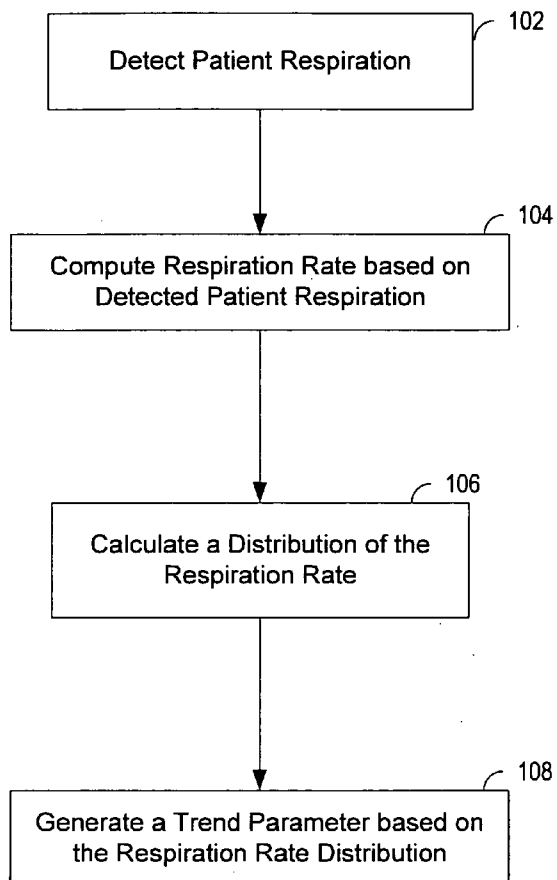 102
Detect Patient Respiration
104
Compute Respiration Rate based on
Detected Patient Respiration
106
Calculate a Distribution of the
Respiration Rate
108
Generate a Trend Parameter based on
the Respiration Rate Distribution